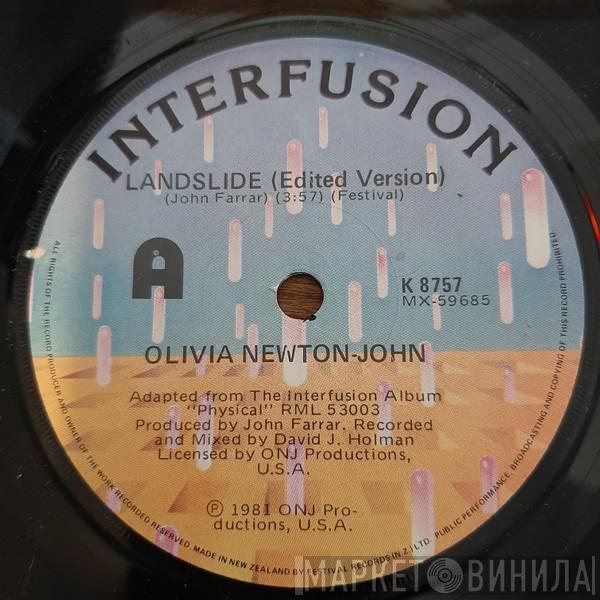 INTERFUSION
LANDSLIDE (Edited Version)
(John Farrar) (3:57) (Festival)
A
K 8757
MX-59685
OLIVIA NEWTON-JOHN
Adapted from The Interfusion Album
"Physical" RML 53003
Produced by John Farrar. Recorded
and Mixed by David J. Holman
Licensed by ONJ Productions,
U.S.A.
Ⓟ 1981 ONJ Pro-
ductions, U.S.A.
ALL RIGHTS OF THE RECORD PRODUCER AND OWNER OF THE WORK RECORDED RESERVED. MADE IN NEW ZEALAND BY FESTIVAL RECORDS (N.Z.) LTD. PUBLIC PERFORMANCE, BROADCASTING AND COPYING OF THIS RECORD PROHIBITED
МАРКЕТ ВИНИЛА